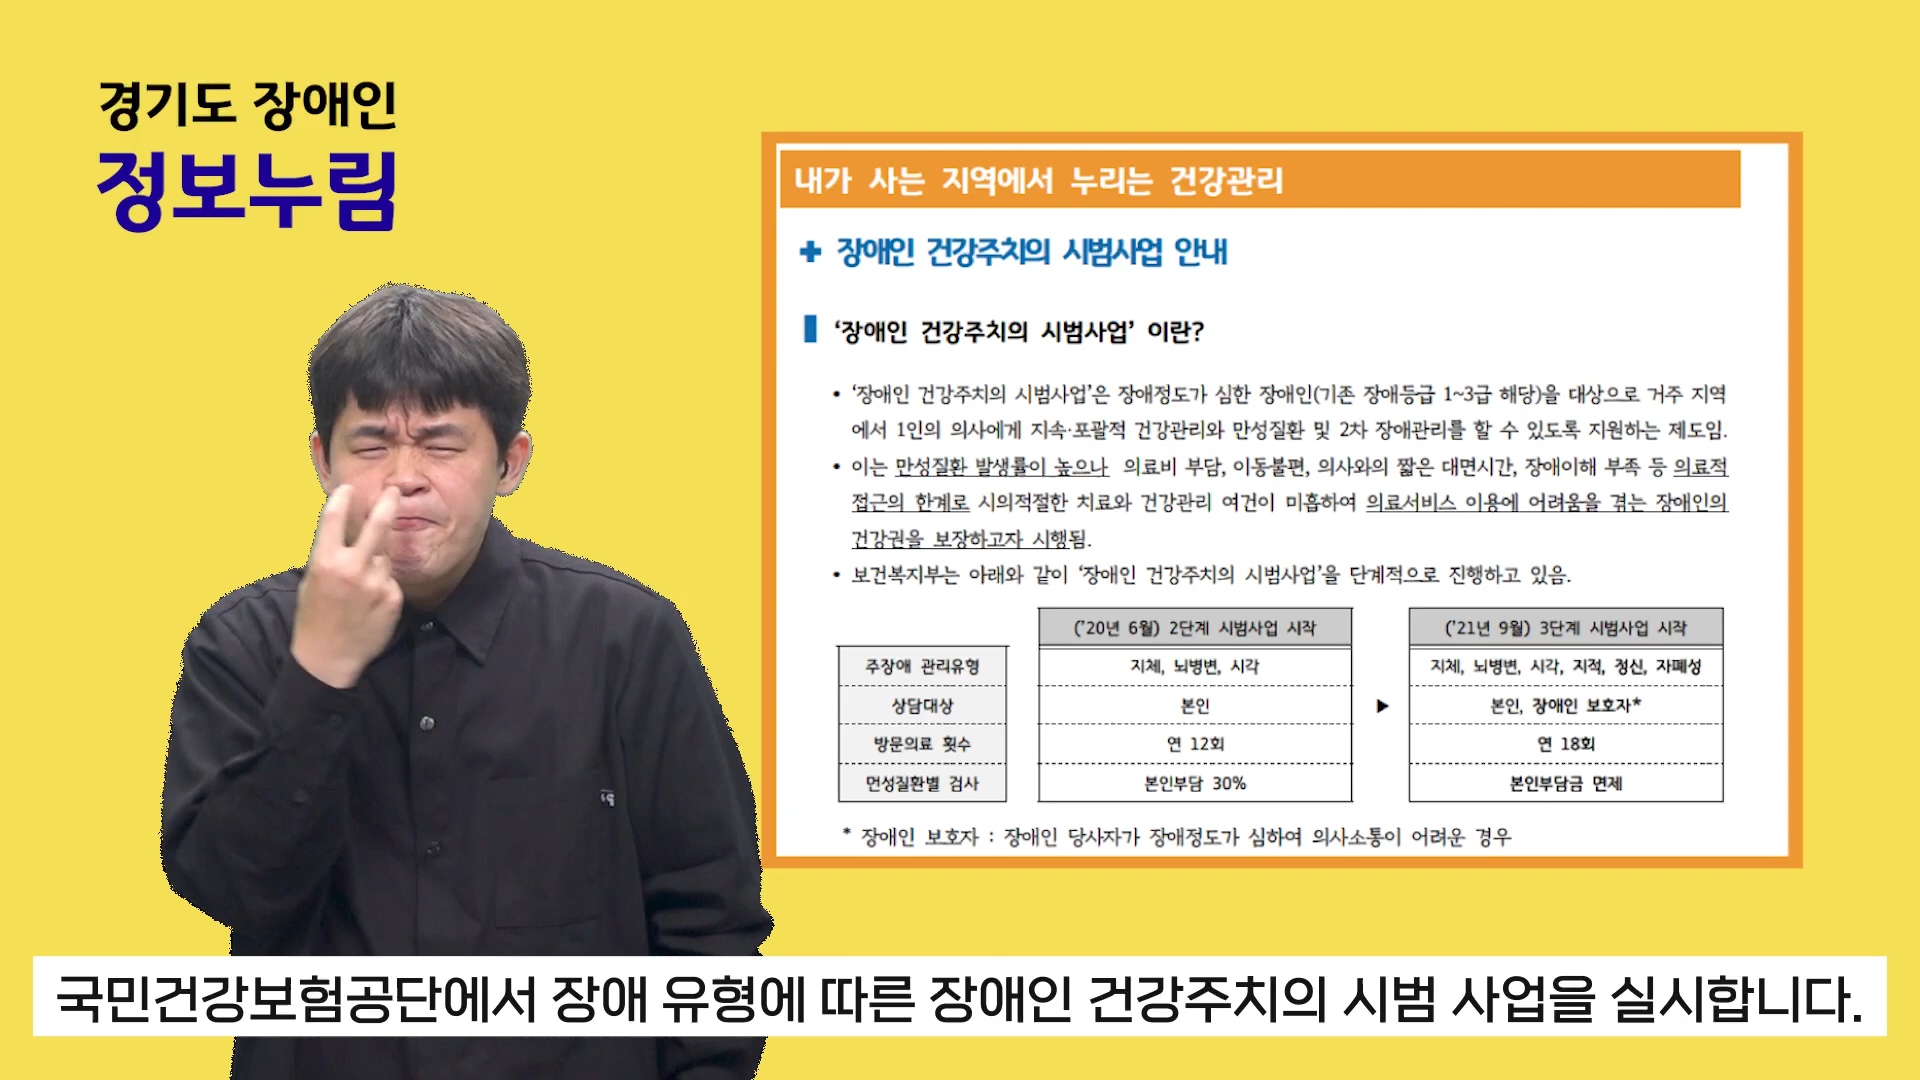 경기도 장애인
정보누림
내가 사는 지역에서 누리는 건강관리
+ 장애인 건강주치의 시범사업 안내
‘장애인 건강주치의 시범사업’ 이란?
• ‘장애인 건강주치의 시범사업’은 장애정도가 심한 장애인(기존 장애등급 1~3급 해당)을 대상으로 거주 지역
에서 1인의 의사에게 지속·포괄적 건강관리와 만성질환 및 2차 장애관리를 할 수 있도록 지원하는 제도임.
• 이는 만성질환 발생률이 높으나 의료비 부담, 이동불편, 의사와의 짧은 대면시간, 장애이해 부족 등 의료적
접근의 한계로 시의적절한 치료와 건강관리 여건이 미흡하여 의료서비스 이용에 어려움을 겪는 장애인의
건강권을 보장하고자 시행됨.
• 보건복지부는 아래와 같이 ‘장애인 건강주치의 시범사업’을 단계적으로 진행하고 있음.
(’20년 6월) 2단계 시범사업 시작 (’21년 9월) 3단계 시범사업 시작
주장애 관리유형 지체, 뇌병변, 시각 지체, 뇌병변, 시각, 지적, 정신, 자폐성
상담대상 본인 ▶ 본인, 장애인 보호자*
방문의료 횟수 연 12회 연 18회
먼성질환별 검사 본인부담 30% 본인부담금 면제
* 장애인 보호자 : 장애인 당사자가 장애정도가 심하여 의사소통이 어려운 경우
국민건강보험공단에서 장애 유형에 따른 장애인 건강주치의 시범 사업을 실시합니다.